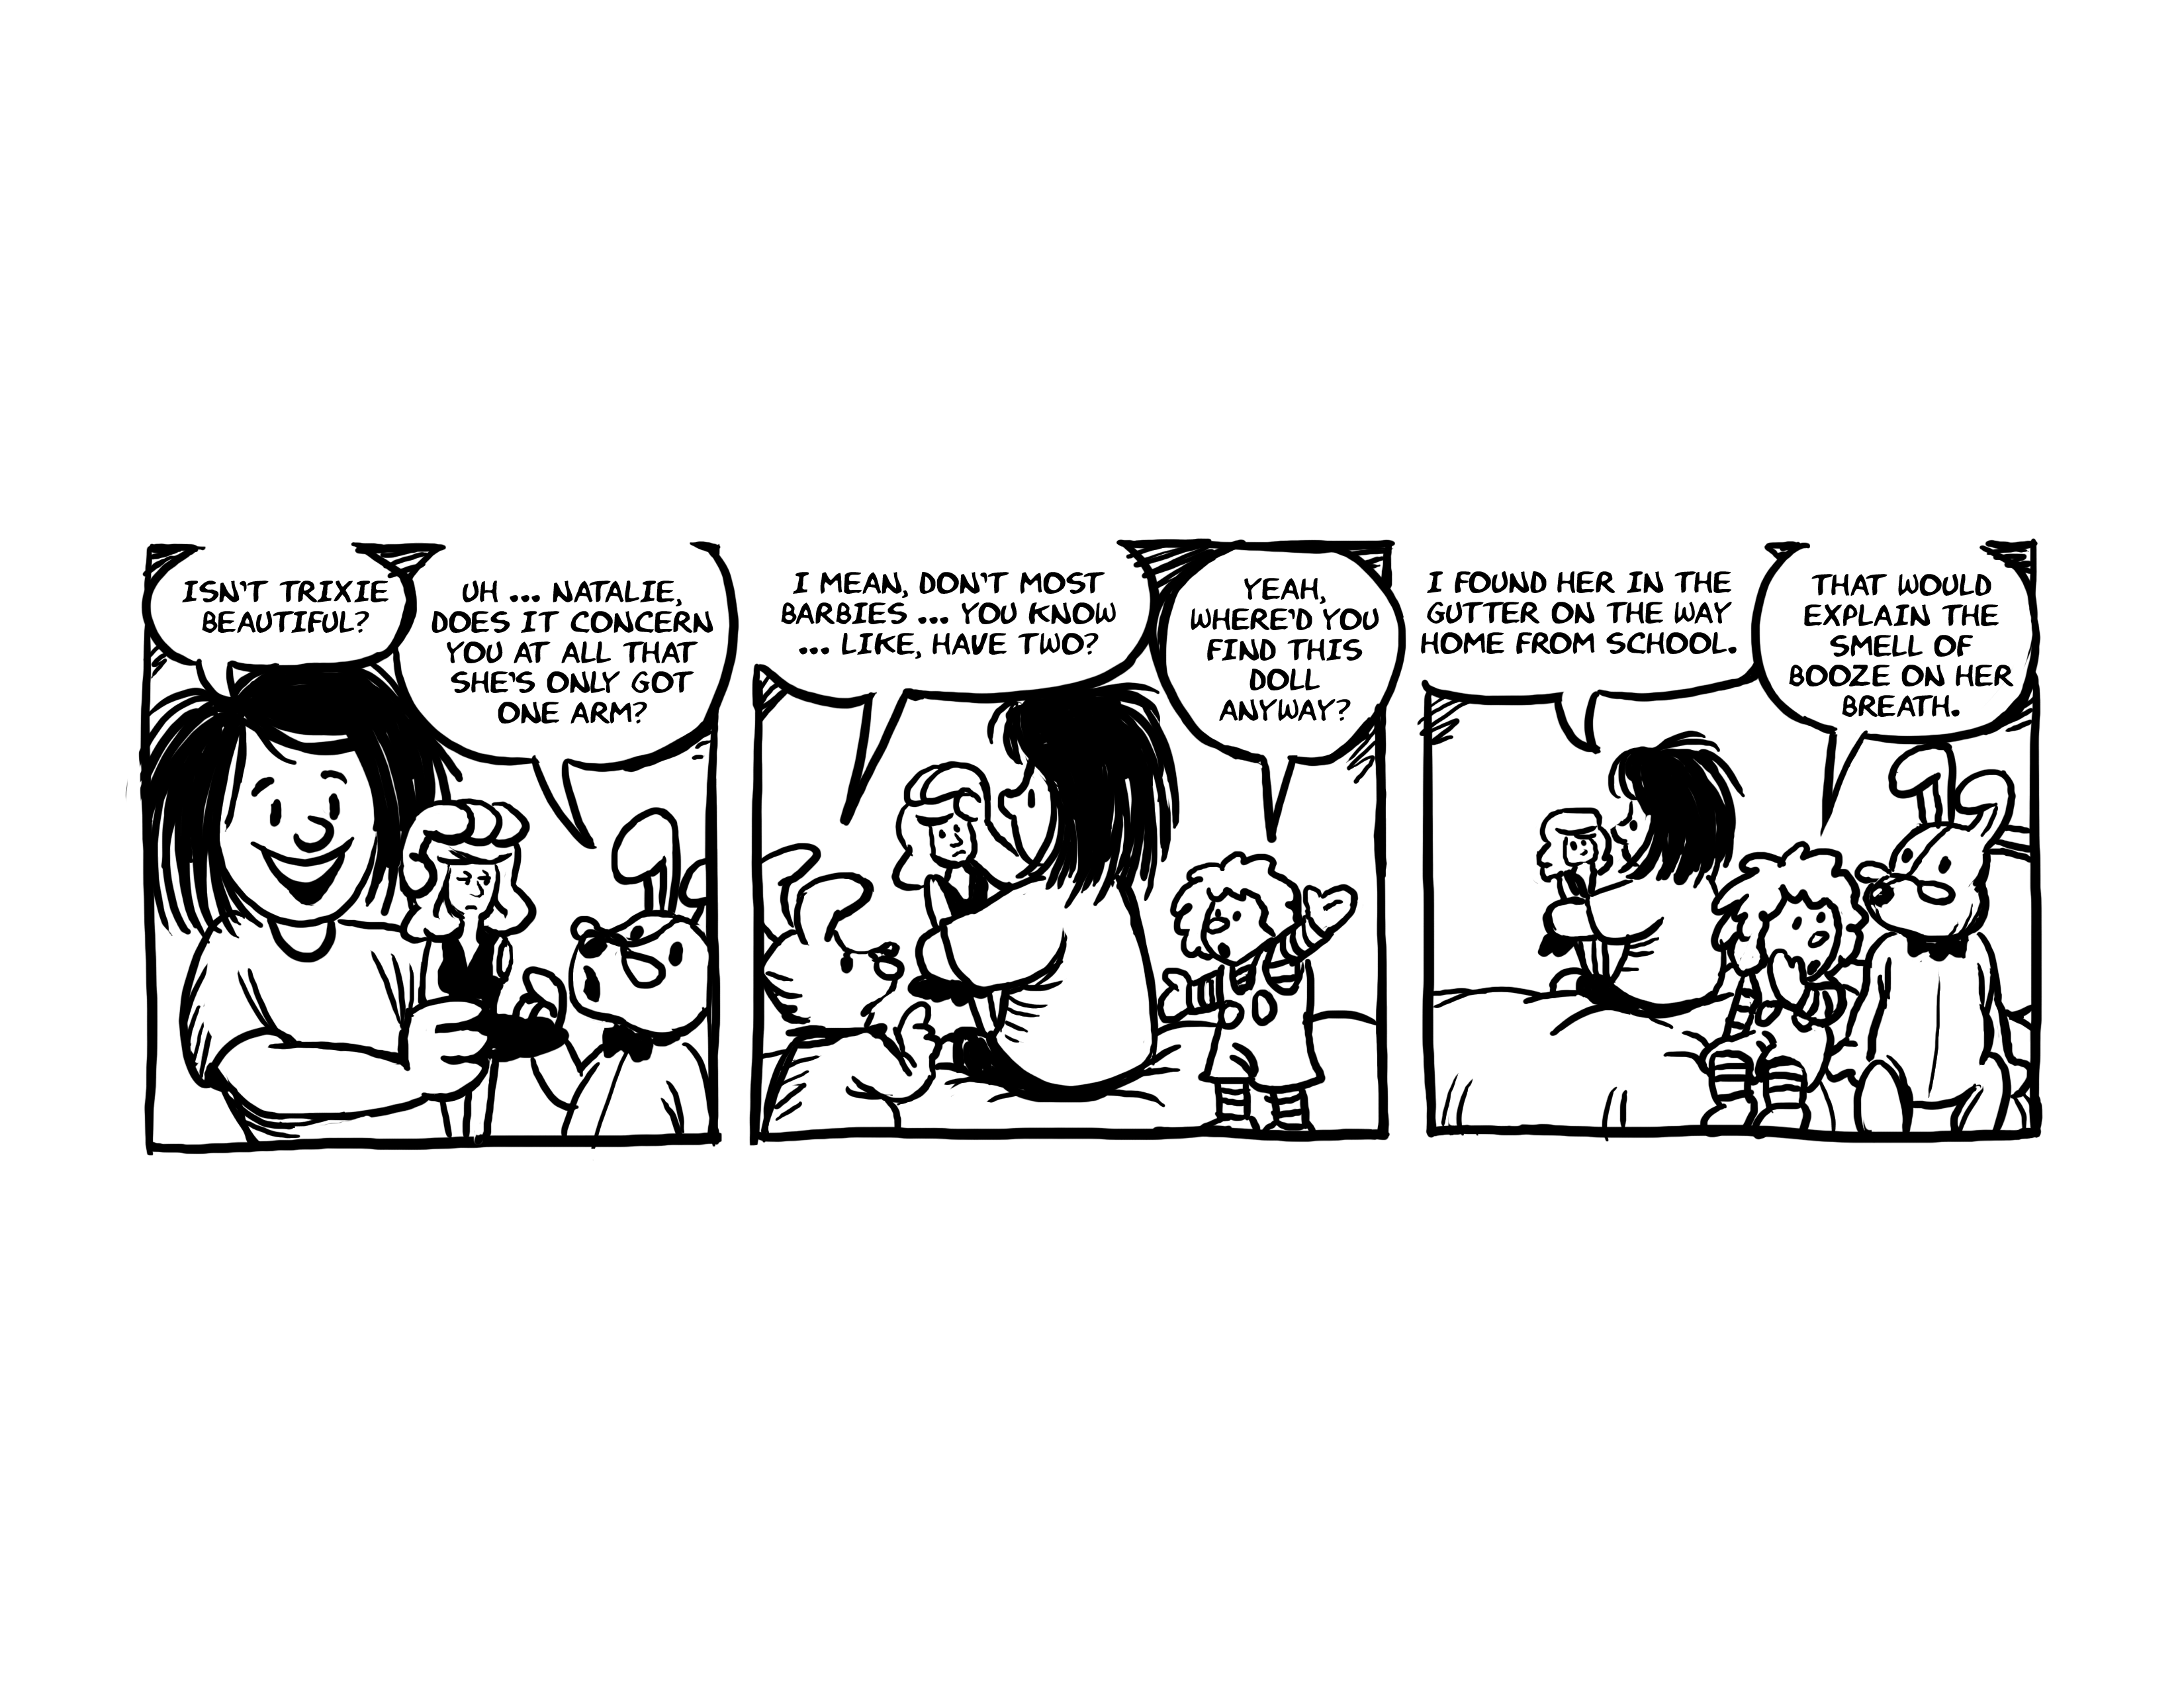 ISN'T TRIXIE
BEAUTIFUL?
UH ... NATALIE,
DOES IT CONCERN
YOU AT ALL THAT
SHE'S ONLY GOT
ONE ARM?
I MEAN, DON'T MOST
BARBIES ... YOU KNOW
... LIKE, HAVE TWO?
YEAH,
WHERE'D YOU
FIND THIS
DOLL
ANYWAY?
I FOUND HER IN THE
GUTTER ON THE WAY
HOME FROM SCHOOL.
THAT WOULD
EXPLAIN THE
SMELL OF
BOOZE ON HER
BREATH.